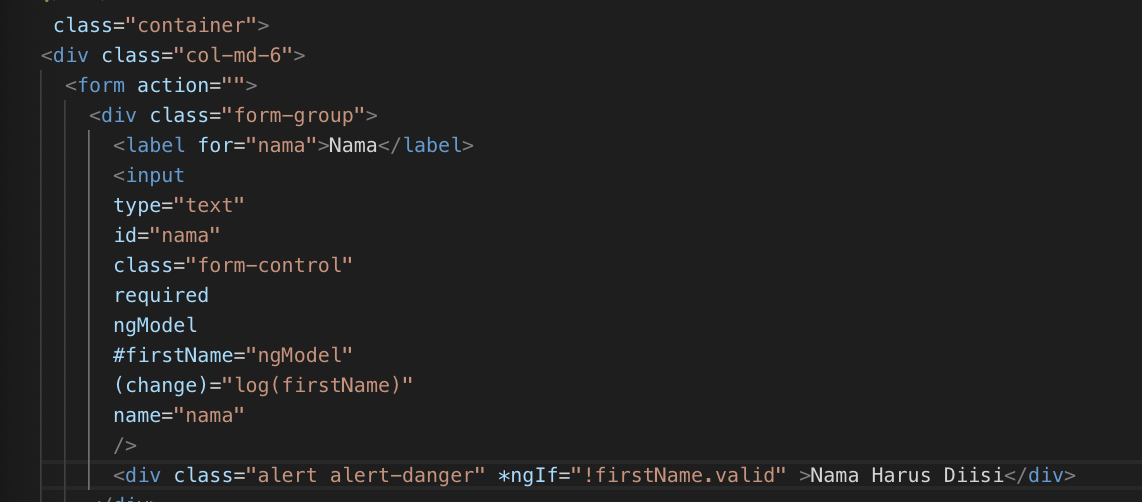 class="container">
<div class="col-md-6">
<form action="">
<div class="form-group">
<label for="nama">Nama</label>
<input
type="text"
id="nama"
class="form-control"
required
ngModel
#firstName="ngModel"
(change)="log(firstName)"
name="nama"
/>
<div class="alert alert-danger" *ngIf="!firstName.valid" >Nama Harus Diisi</div>